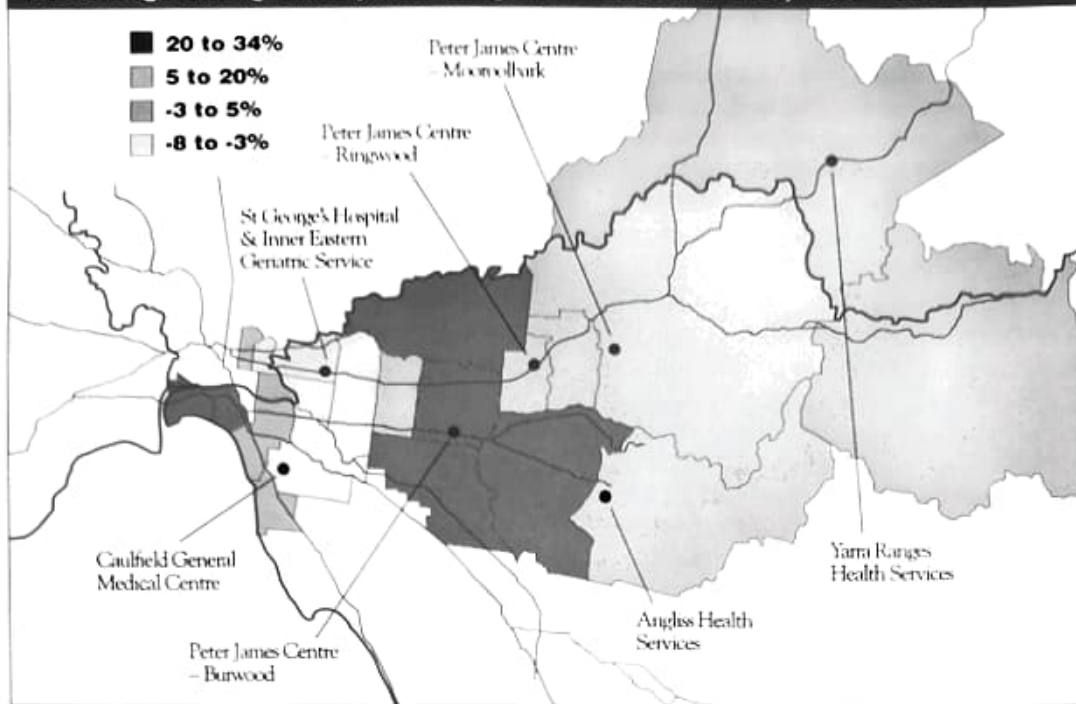 20 to 34%
5 to 20%
-3 to 5%
-8 to -3%
Peter James Centre
– Mooroolbark
Peter James Centre
– Ringwood
St George's Hospital
& Inner Eastern
Geriatric Service
Caulfield General
Medical Centre
Peter James Centre
– Burwood
Angliss Health
Services
Yarra Ranges
Health Services